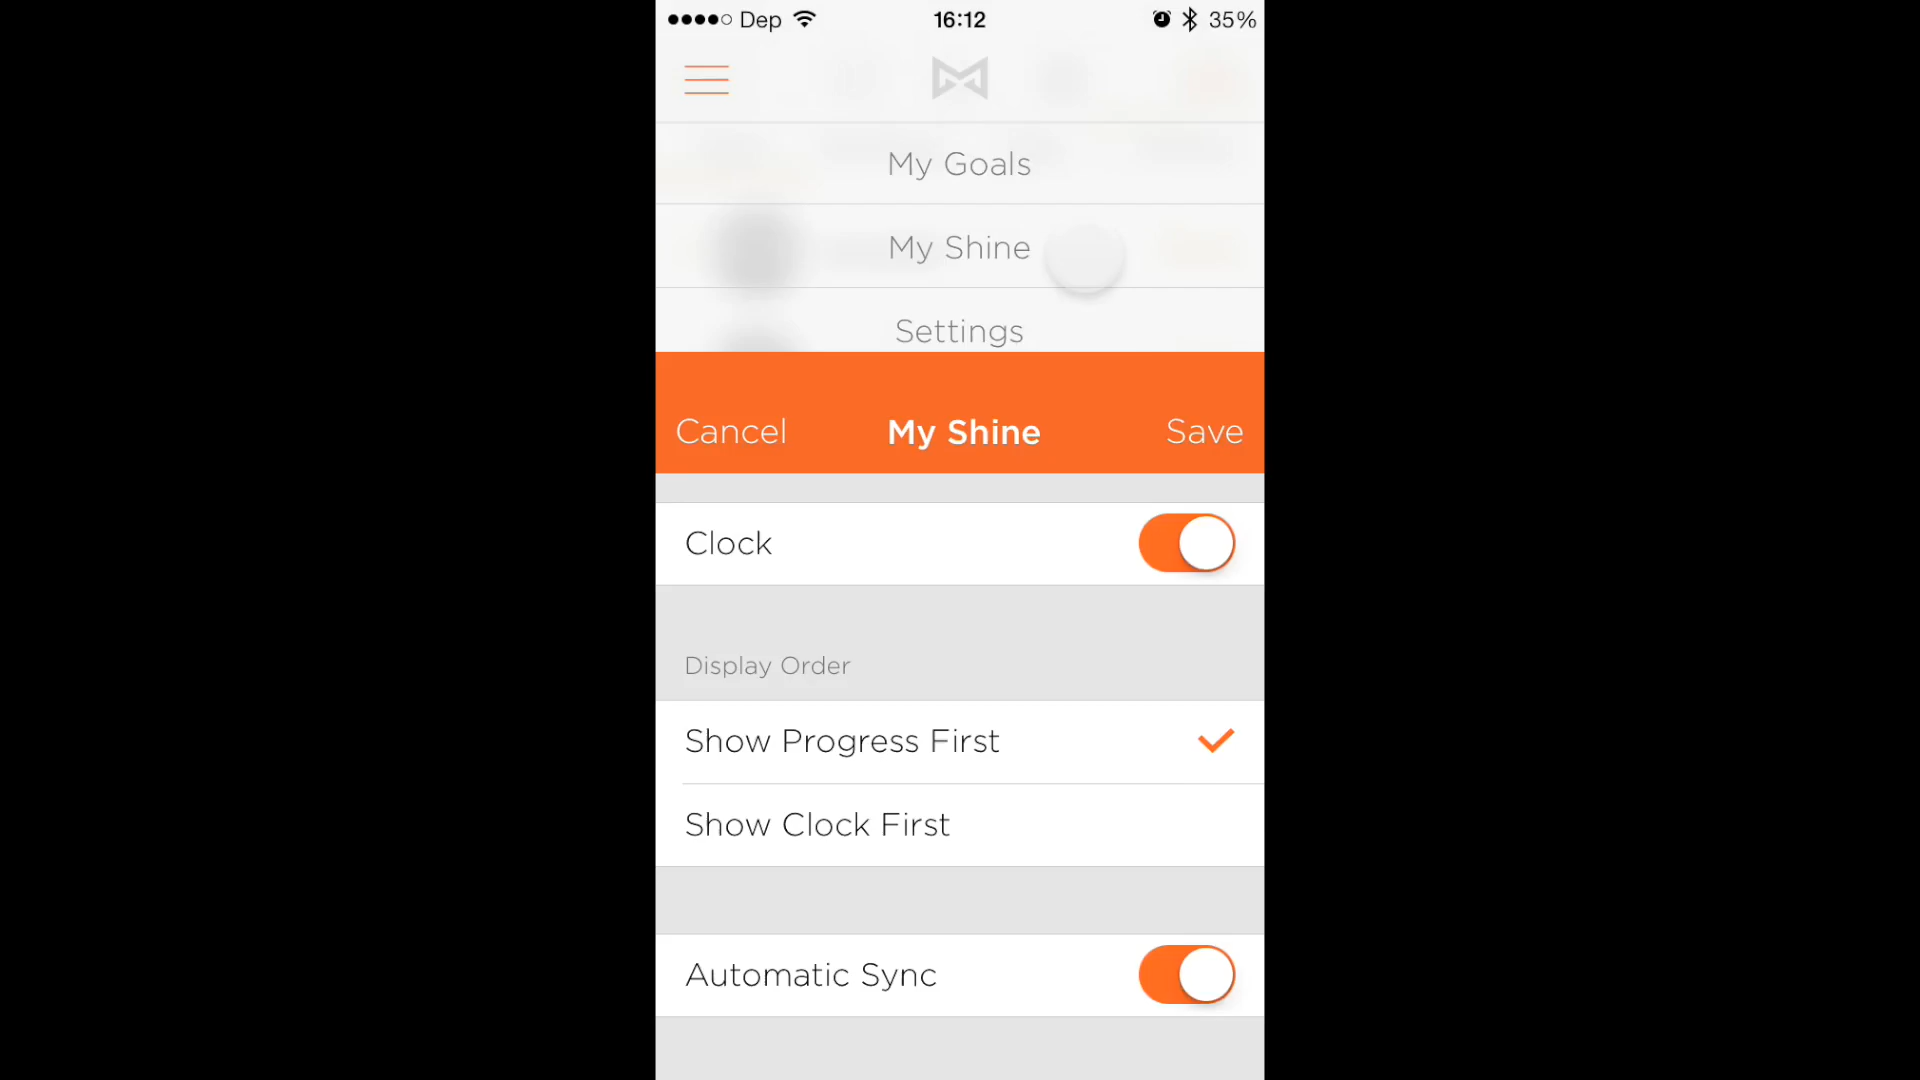 Dep 16:12 35%
My Goals
My Shine
Settings
Cancel My Shine Save
Clock
Display Order
Show Progress First
Show Clock First
Automatic Sync